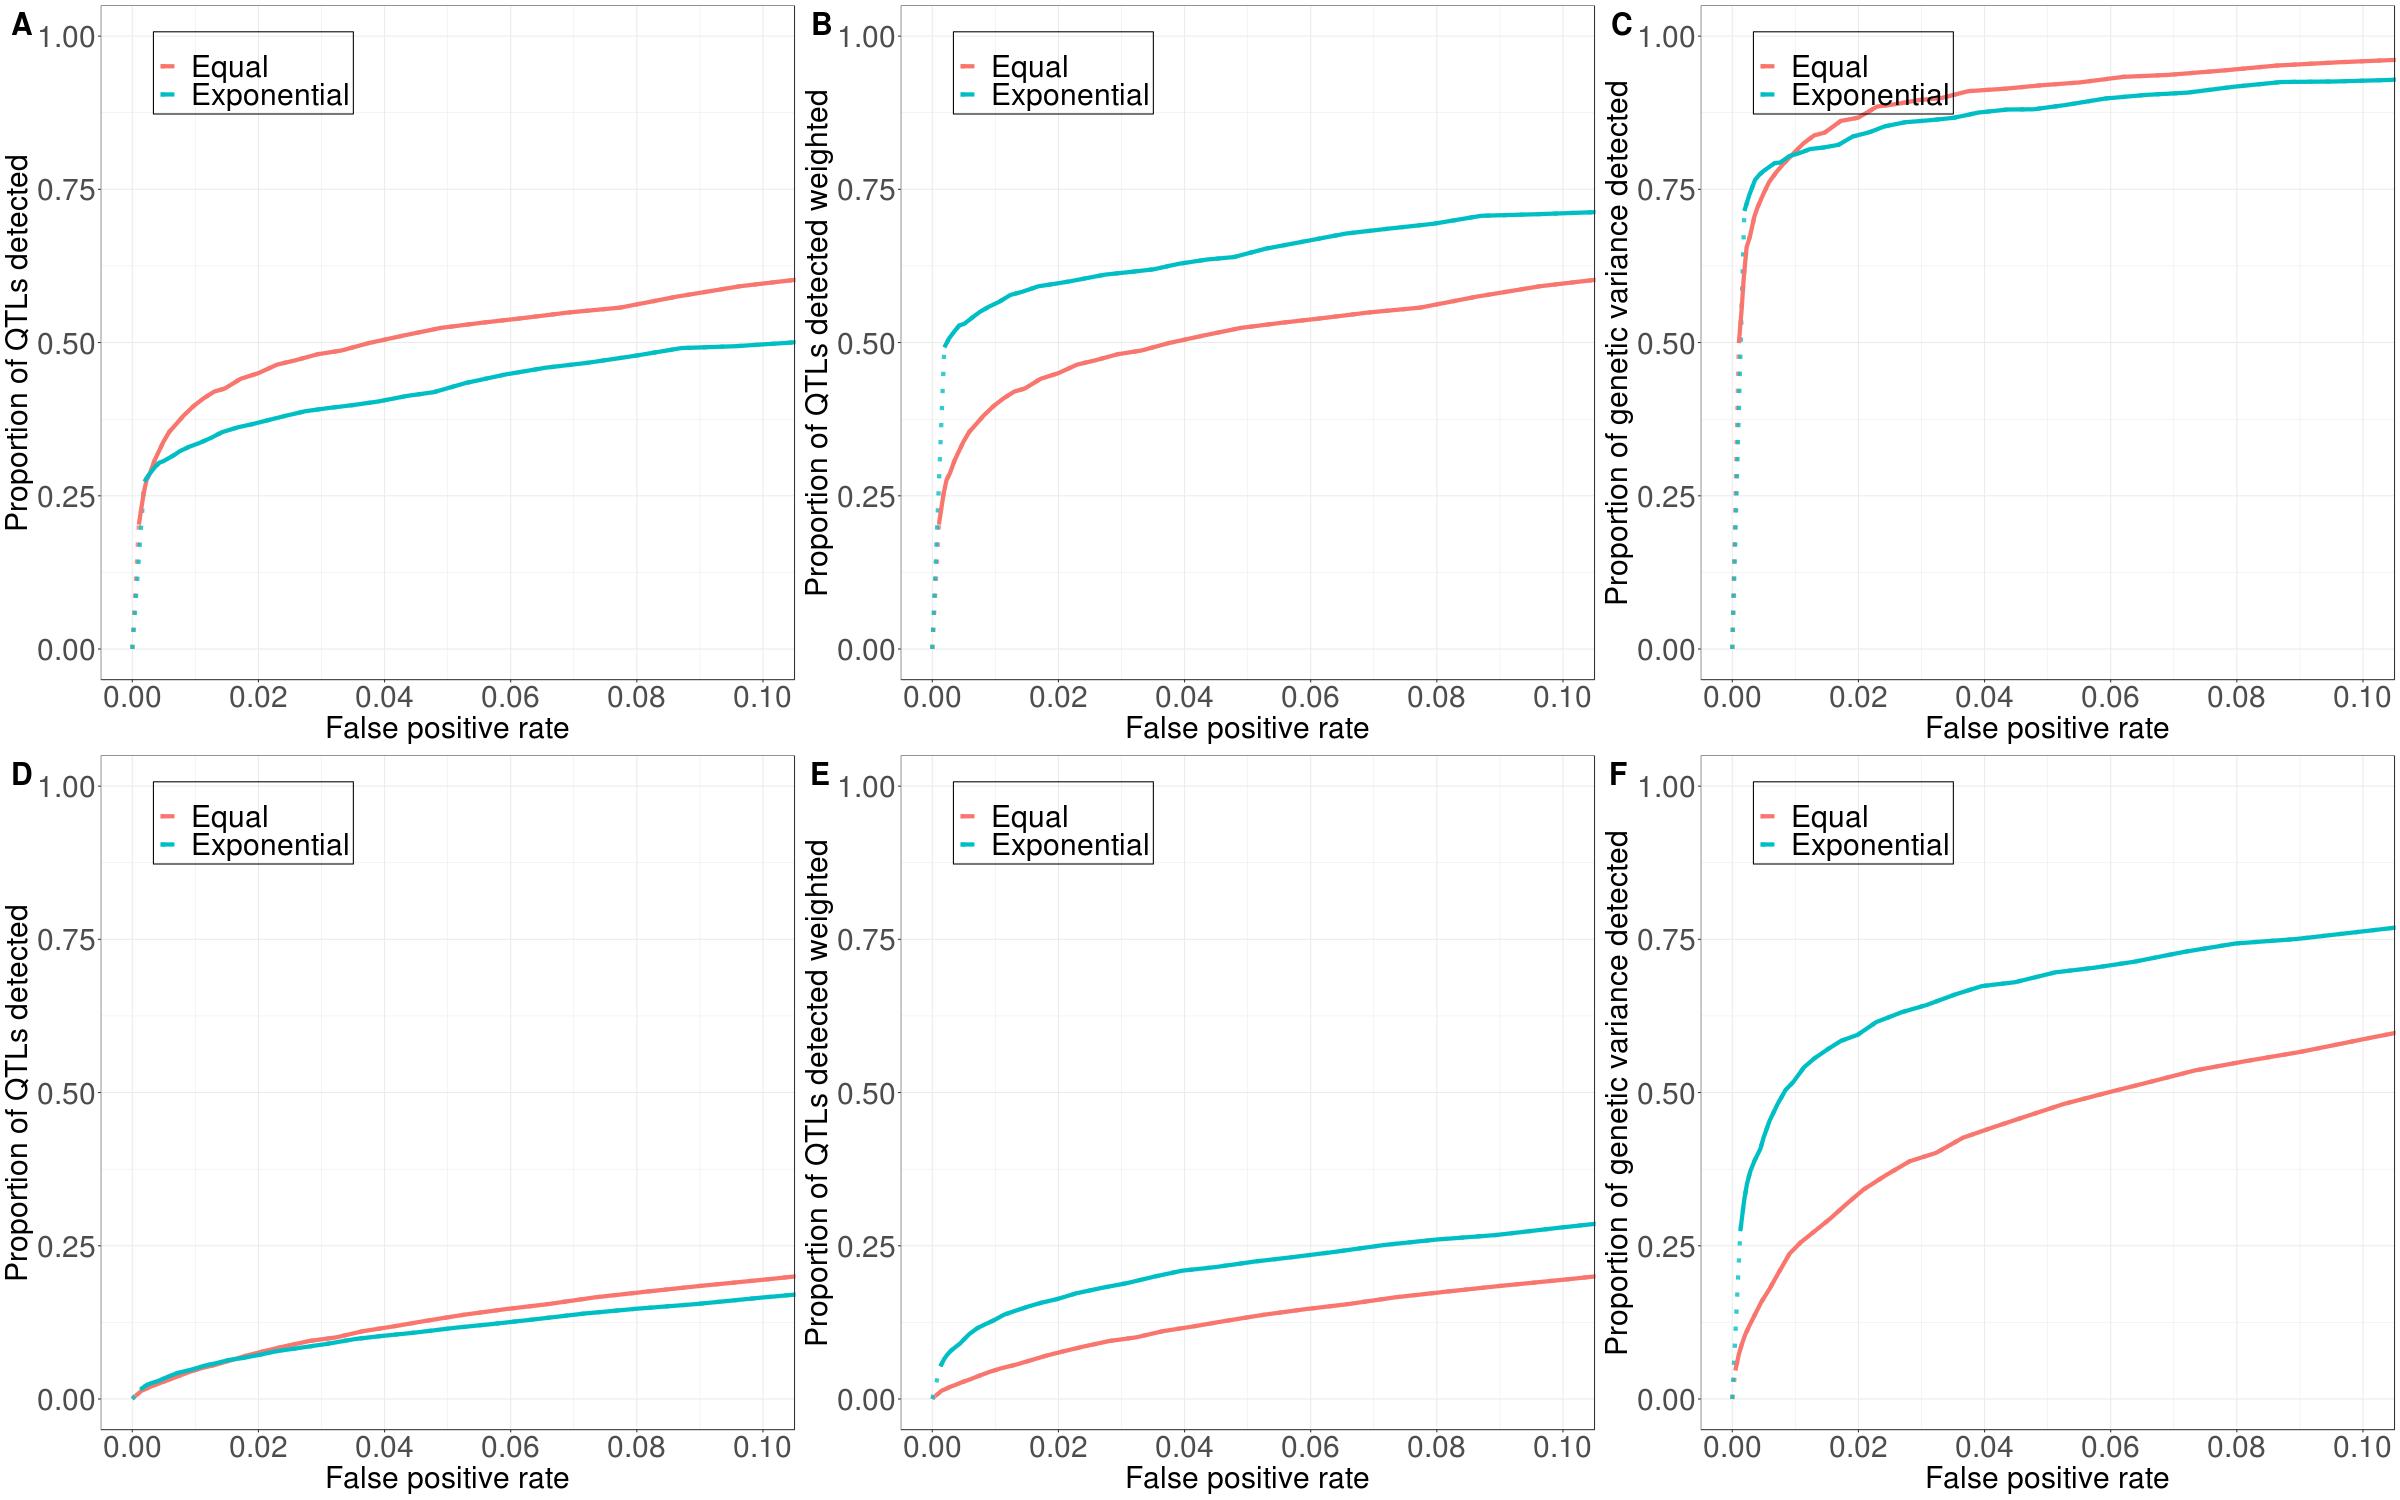 A
1.00
0.75
0.50
0.25
0.00
Proportion of QTLs detected
Equal
Exponential
0.00 0.02 0.04 0.06 0.08 0.10
False positive rate
B
1.00
0.75
0.50
0.25
0.00
Proportion of QTLs detected weighted
Equal
Exponential
0.00 0.02 0.04 0.06 0.08 0.10
False positive rate
C
1.00
0.75
0.50
0.25
0.00
Proportion of genetic variance detected
Equal
Exponential
0.00 0.02 0.04 0.06 0.08 0.10
False positive rate
D
1.00
0.75
0.50
0.25
0.00
Proportion of QTLs detected
Equal
Exponential
0.00 0.02 0.04 0.06 0.08 0.10
False positive rate
E
1.00
0.75
0.50
0.25
0.00
Proportion of QTLs detected weighted
Equal
Exponential
0.00 0.02 0.04 0.06 0.08 0.10
False positive rate
F
1.00
0.75
0.50
0.25
0.00
Proportion of genetic variance detected
Equal
Exponential
0.00 0.02 0.04 0.06 0.08 0.10
False positive rate